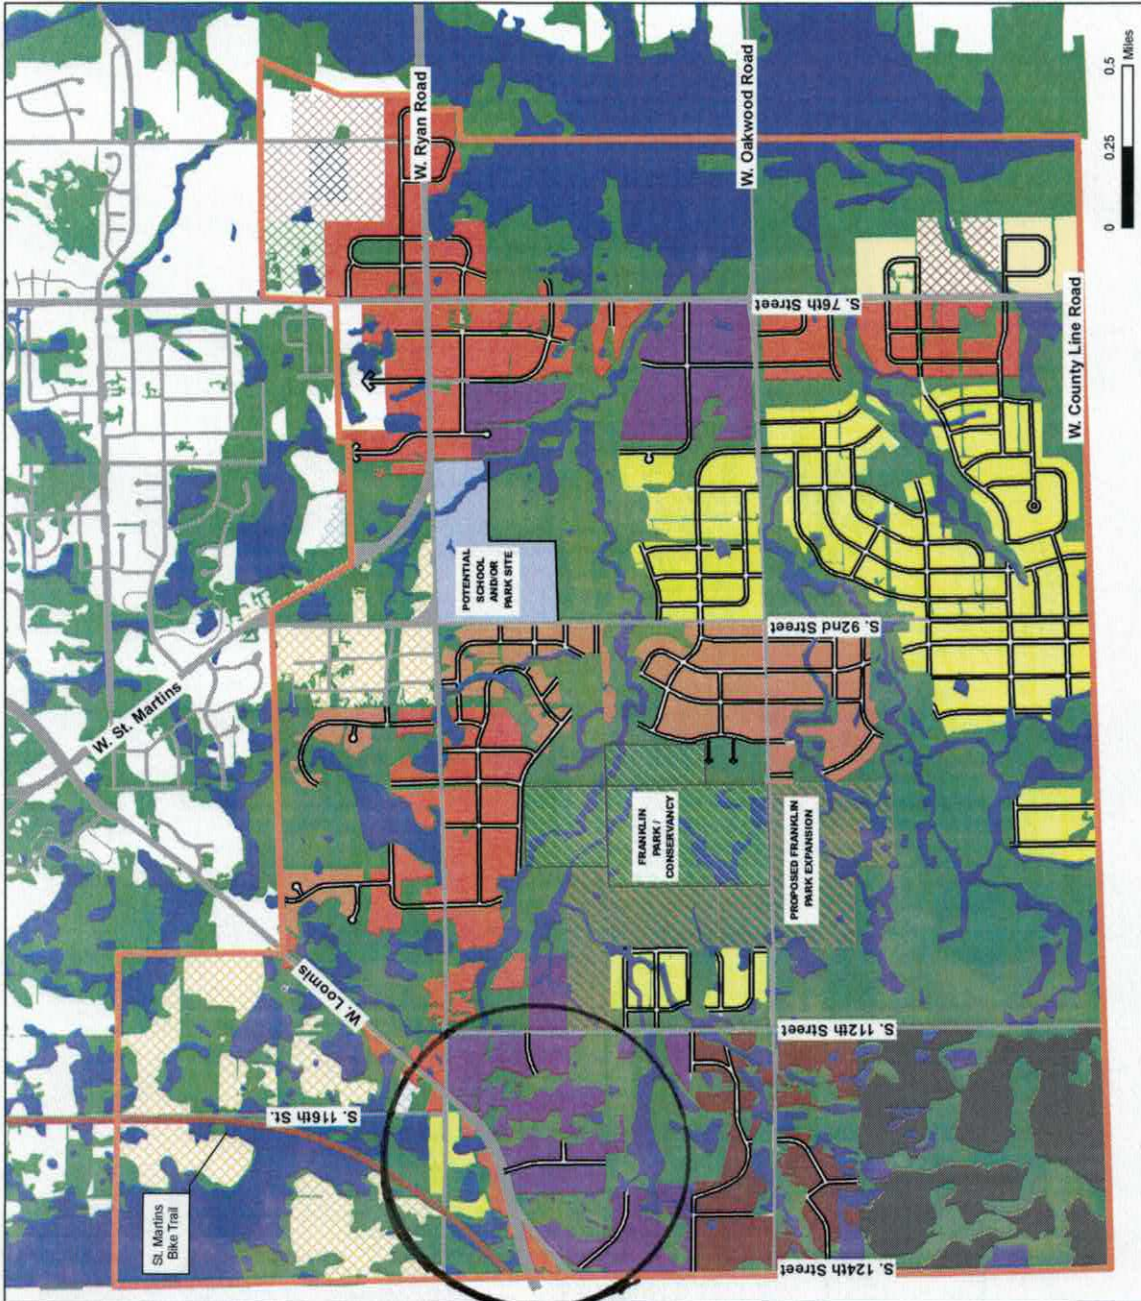 W. Ryan Road
W. Oakwood Road
0
0.25
0.5
Miles
S. 76th Street
W. County Line Road
POTENTIAL
SCHOOL
AND/OR
PARK SITE
W. St. Martins
S. 92nd Street
FRANKLIN
PARK /
CONSERVANCY
PROPOSED FRANKLIN
PARK EXPANSION
W. Loomis
S. 112th Street
S. 116th St.
St. Martins
Bike Trail
S. 124th Street